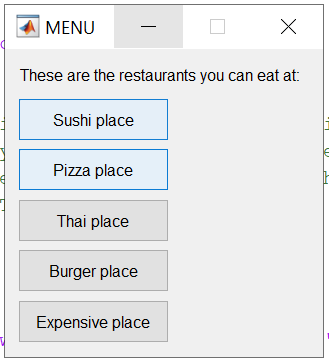 MENU
These are the restaurants you can eat at:
Sushi place
Pizza place
Thai place
Burger place
Expensive place